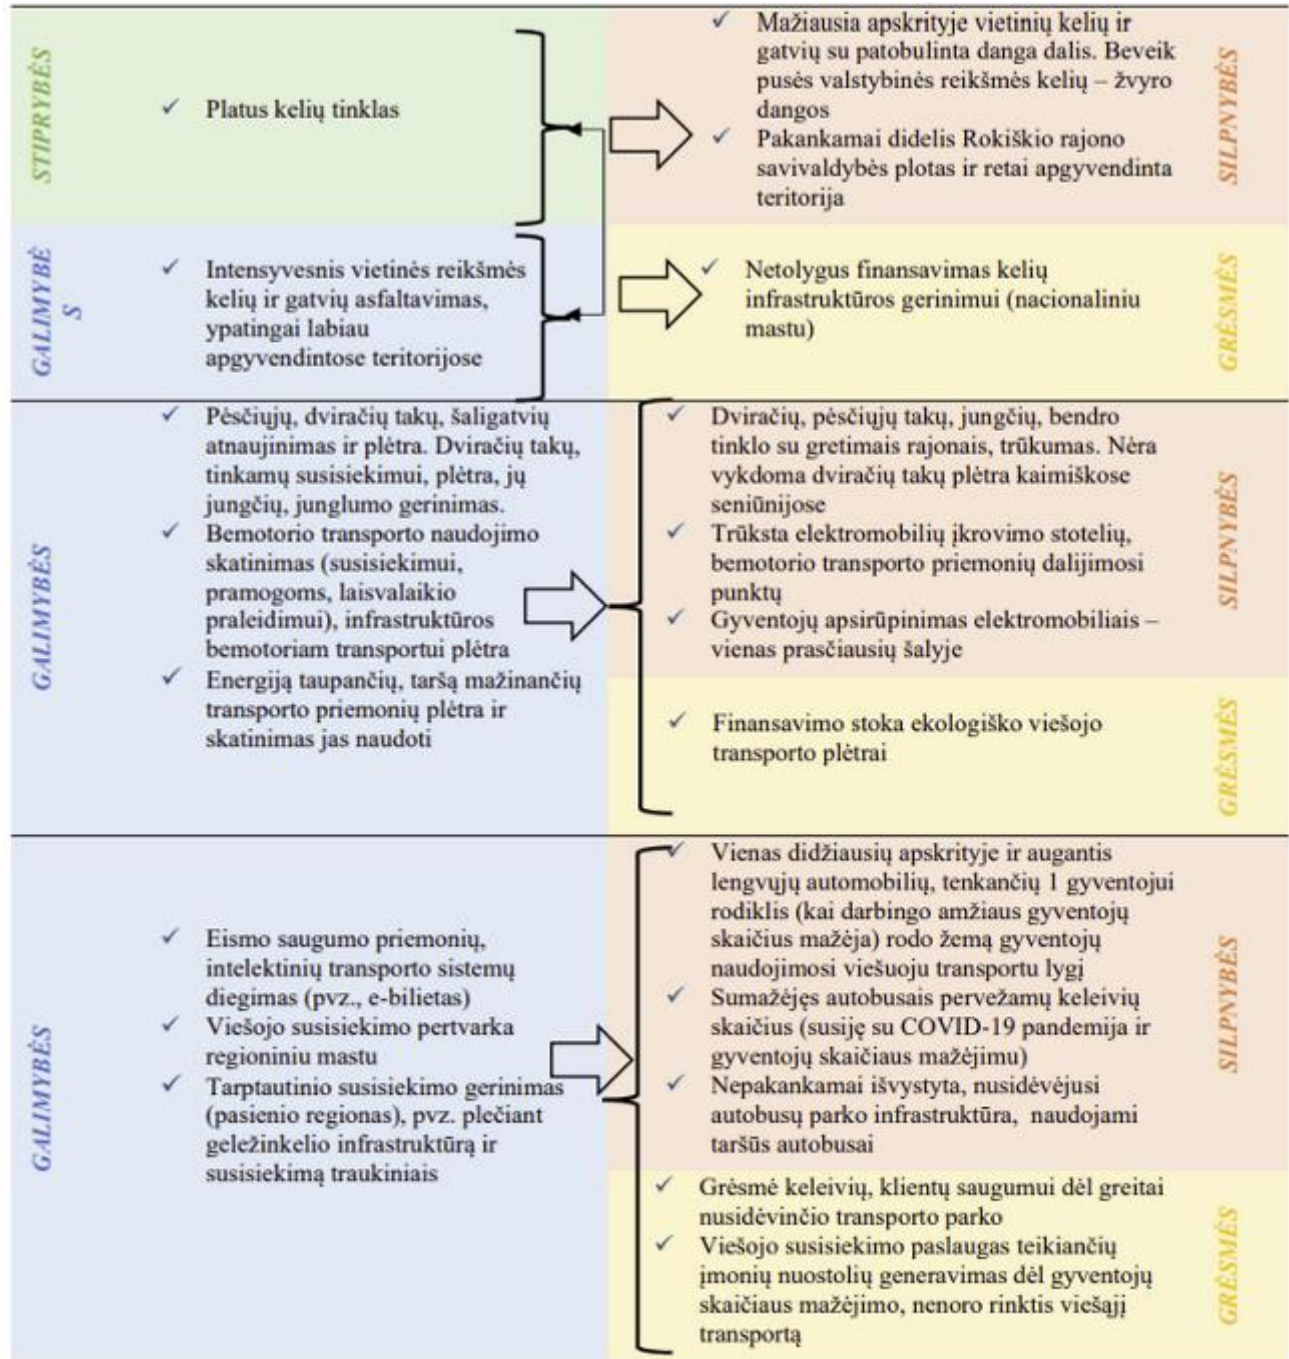 STIPRYBĖS
✓ Platus kelių tinklas
✓ Mažiausia apskrityje vietinių kelių ir
gatvių su patobulinta danga dalis. Beveik
pusės valstybinės reikšmės kelių – žvyro
dangos
✓ Pakankamai didelis Rokiškio rajono
savivaldybės plotas ir retai apgyvendinta
teritorija
SILPNYBĖS
GALIMYBĖ
S
✓ Intensyvesnis vietinės reikšmės
kelių ir gatvių asfaltavimas,
ypatingai labiau
apgyvendintose teritorijose
✓ Netolygus finansavimas kelių
infrastruktūros gerinimui (nacionaliniu
mastu)
GRĖSMĖS
GALIMYBĖS
✓ Pėsčiųjų, dviračių takų, šaligatvių
atnaujinimas ir plėtra. Dviračių takų,
tinkamų susisiekimui, plėtra, jų
jungčių, junglumo gerinimas.
✓ Bemotorio transporto naudojimo
skatinimas (susisiekimui,
pramogoms, laisvalaikio
praleidimui), infrastruktūros
bemotoriam transportui plėtra
✓ Energiją taupančių, taršą mažinančių
transporto priemonių plėtra ir
skatinimas jas naudoti
✓ Dviračių, pėsčiųjų takų, jungčių, bendro
tinklo su gretimais rajonais, trūkumas. Nėra
vykdoma dviračių takų plėtra kaimiškose
seniūnijose
✓ Trūksta elektromobilių įkrovimo stotelių,
bemotorio transporto priemonių dalijimosi
punktų
✓ Gyventojų apsirūpinimas elektromobiliais –
vienas prasčiausių šalyje
SILPNYBĖS
✓ Finansavimo stoka ekologiško viešojo
transporto plėtrai
GRĖSMĖS
GALIMYBĖS
✓ Eismo saugumo priemonių,
intelektinių transporto sistemų
diegimas (pvz., e-bilietas)
✓ Viešojo susisiekimo pertvarka
regioniniu mastu
✓ Tarptautinio susisiekimo gerinimas
(pasienio regionas), pvz. plečiant
geležinkelio infrastruktūrą ir
susisiekimą traukiniais
✓ Vienas didžiausių apskrityje ir augantis
lengvųjų automobilių, tenkančių 1 gyventojui
rodiklis (kai darbingo amžiaus gyventojų
skaičius mažėja) rodo žemą gyventojų
naudojimosi viešuoju transportu lygį
✓ Sumažėjęs autobusais pervežamų keleivių
skaičius (susiję su COVID-19 pandemija ir
gyventojų skaičiaus mažėjimu)
✓ Nepakankamai išvystyta, nusidėvėjusi
autobusų parko infrastruktūra, naudojami
taršūs autobusai
SILPNYBĖS
✓ Grėsmė keleivių, klientų saugumui dėl greitai
nusidėvinčio transporto parko
✓ Viešojo susisiekimo paslaugas teikiančių
įmonių nuostolių generavimas dėl gyventojų
skaičiaus mažėjimo, nenoro rinktis viešąjį
transportą
GRĖSMĖS